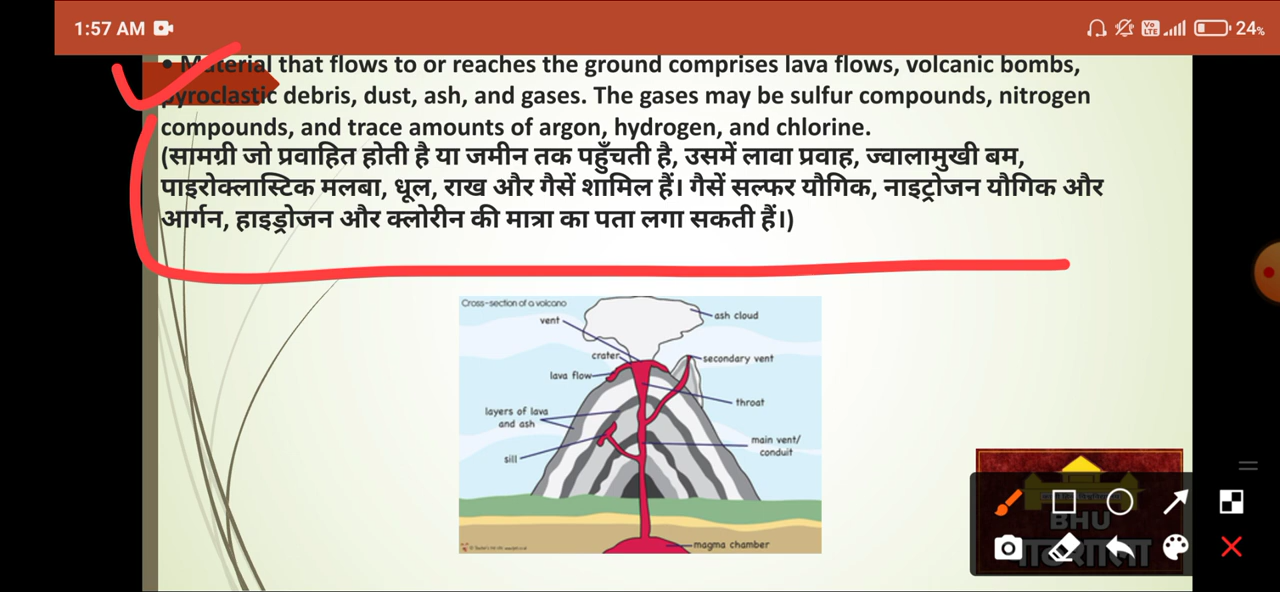 1:57 AM
Vo LTE
24%
• Material that flows to or reaches the ground comprises lava flows, volcanic bombs,
pyroclastic debris, dust, ash, and gases. The gases may be sulfur compounds, nitrogen
compounds, and trace amounts of argon, hydrogen, and chlorine.
(सामग्री जो प्रवाहित होती है या जमीन तक पहुँचती है, उसमें लावा प्रवाह, ज्वालामुखी बम,
पाइरोक्लास्टिक मलबा, धूल, राख और गैसें शामिल हैं। गैसें सल्फर यौगिक, नाइट्रोजन यौगिक और
आर्गन, हाइड्रोजन और क्लोरीन की मात्रा का पता लगा सकती हैं।)
Cross-section of a volcano
vent
ash cloud
crater
secondary vent
lava flow
throat
layers of lava
and ash
main vent/
conduit
sill
magma chamber
BHU
पाठशाला